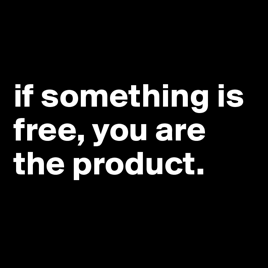 if something is
free, you are
the product.